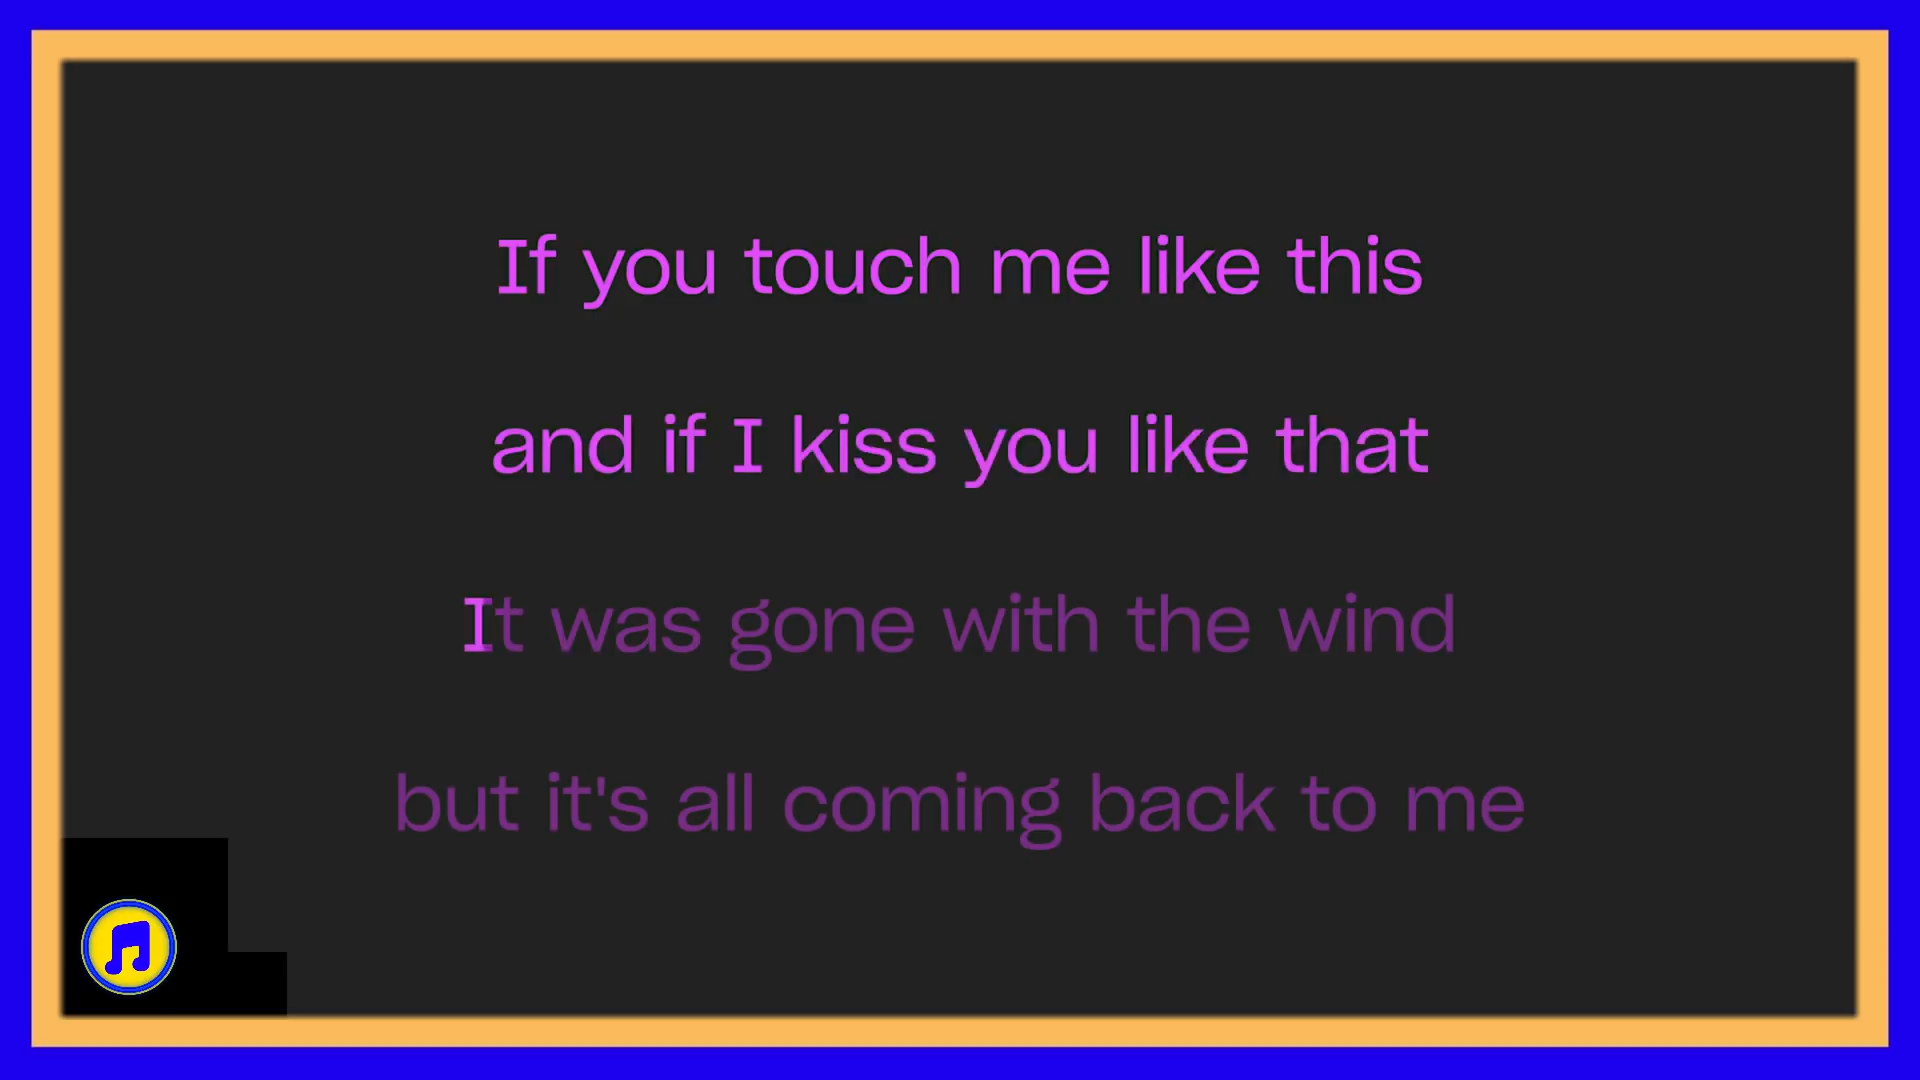 If you touch me like this
and if I kiss you like that
It was gone with the wind
but it's all coming back to me